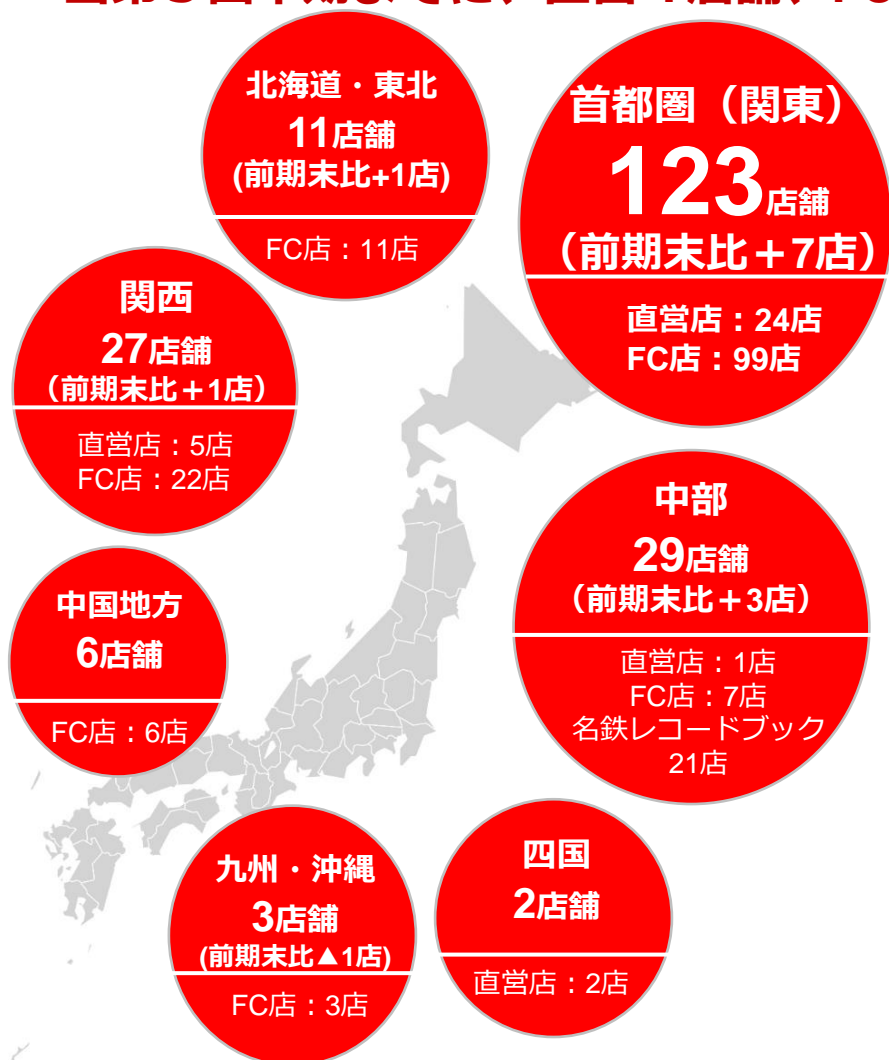 北海道・東北
11店舗
(前期末比+1店)
FC店：11店
首都圏（関東）
123店舗
（前期末比＋7店）
直営店：24店
FC店：99店
関西
27店舗
（前期末比＋1店）
直営店：5店
FC店：22店
中部
29店舗
（前期末比＋3店）
直営店：1店
FC店：7店
名鉄レコードブック
21店
中国地方
6店舗
FC店：6店
九州・沖縄
3店舗
(前期末比▲1店)
FC店：3店
四国
2店舗
直営店：2店